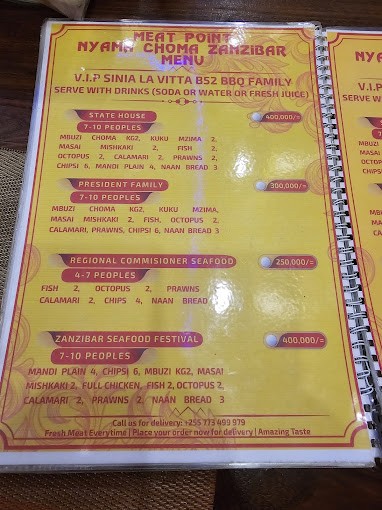 MEAT POINT
NYAMA CHOMA ZANZIBAR
MENU
V.I.P SINIA LA VITTA B52 BBQ FAMILY
SERVE WITH DRINKS (SODA OR WATER OR FRESH JUICE)
STATE HOUSE 400,000/=
7-10 PEOPLES
MBUZI CHOMA KG2, KUKU MZIMA 2,
MASAI MISHKAKI 2, FISH 2,
OCTOPUS 2, CALAMARI 2, PRAWNS 2,
CHIPSI 6, MANDI PLAIN 4, NAAN BREAD 3
PRESIDENT FAMILY 300,000/=
7-10 PEOPLES
MBUZI CHOMA KG2, KUKU MZIMA,
MASAI MISHKAKI 2, FISH, OCTOPUS 2,
CALAMARI, PRAWNS, CHIPSI 6, NAAN BREAD
REGIONAL COMMISIONER SEAFOOD 250,000/=
4-7 PEOPLES
FISH 2, OCTOPUS 2, PRAWNS
CALAMARI 2, CHIPS 4, NAAN BREAD
ZANZIBAR SEAFOOD FESTIVAL 400,000/=
7-10 PEOPLES
MANDI PLAIN 4, CHIPSI 6, MBUZI KG2, MASAI
MISHKAKI 2, FULL CHICKEN, FISH 2, OCTOPUS 2,
CALAMARI 2, PRAWNS 2, NAAN BREAD 3
Call us for delivery: +255 773 499 979
Fresh Meat Everytime | Place your order now for delivery | Amazing Taste
MEA
NYAMA C
V.I.P SINIA
SERVE WITH